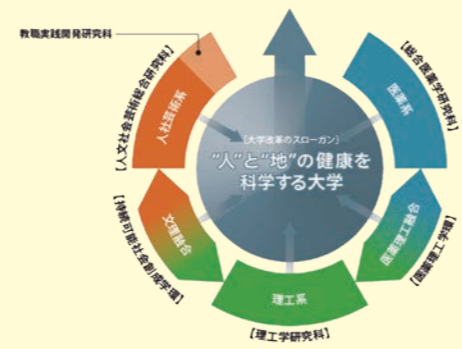 教職実践開発研究科
【人文社会芸術総合研究科】
人社芸術系
【総合医薬学研究科】
医薬系
[大学改革のスローガン]
“人”と“地”の健康を
科学する大学
文理融合
【持続可能社会創成学環】
医薬理工融合
【医薬理工学環】
理工系
【理工学研究科】